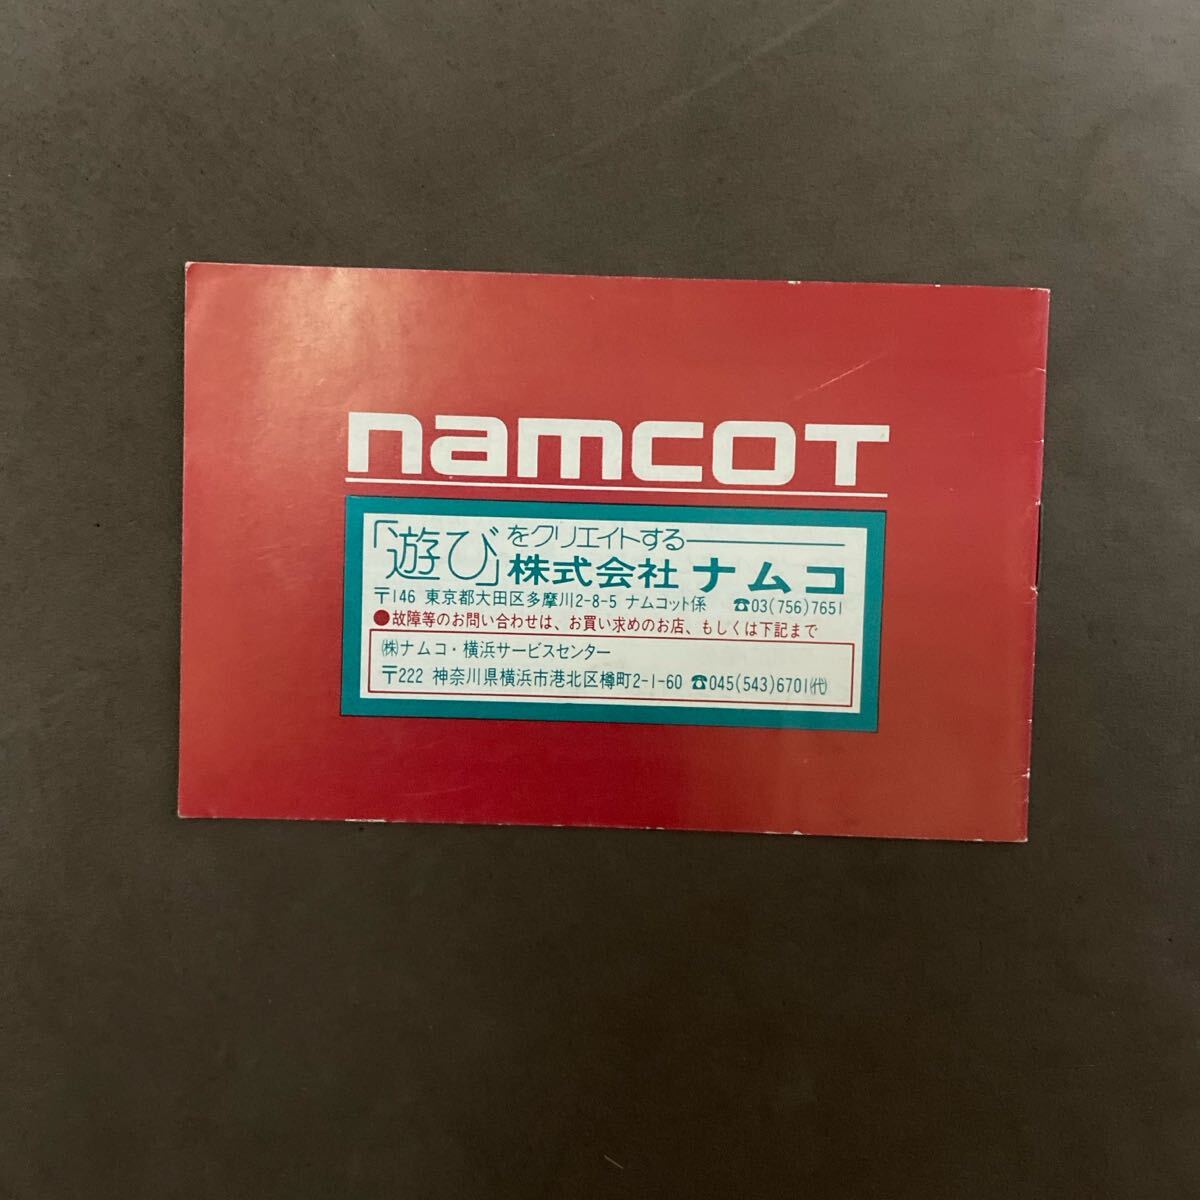 namcoT
「遊び」をクリエイトする
株式会社 ナムコ
〒146 東京都大田区多摩川2-8-5 ナムコット係 ☎03(756)7651
●故障等のお問い合わせは、お買い求めのお店、もしくは下記まで
㈱ナムコ・横浜サービスセンター
〒222 神奈川県横浜市港北区樽町2-1-60 ☎045(543)6701㈹